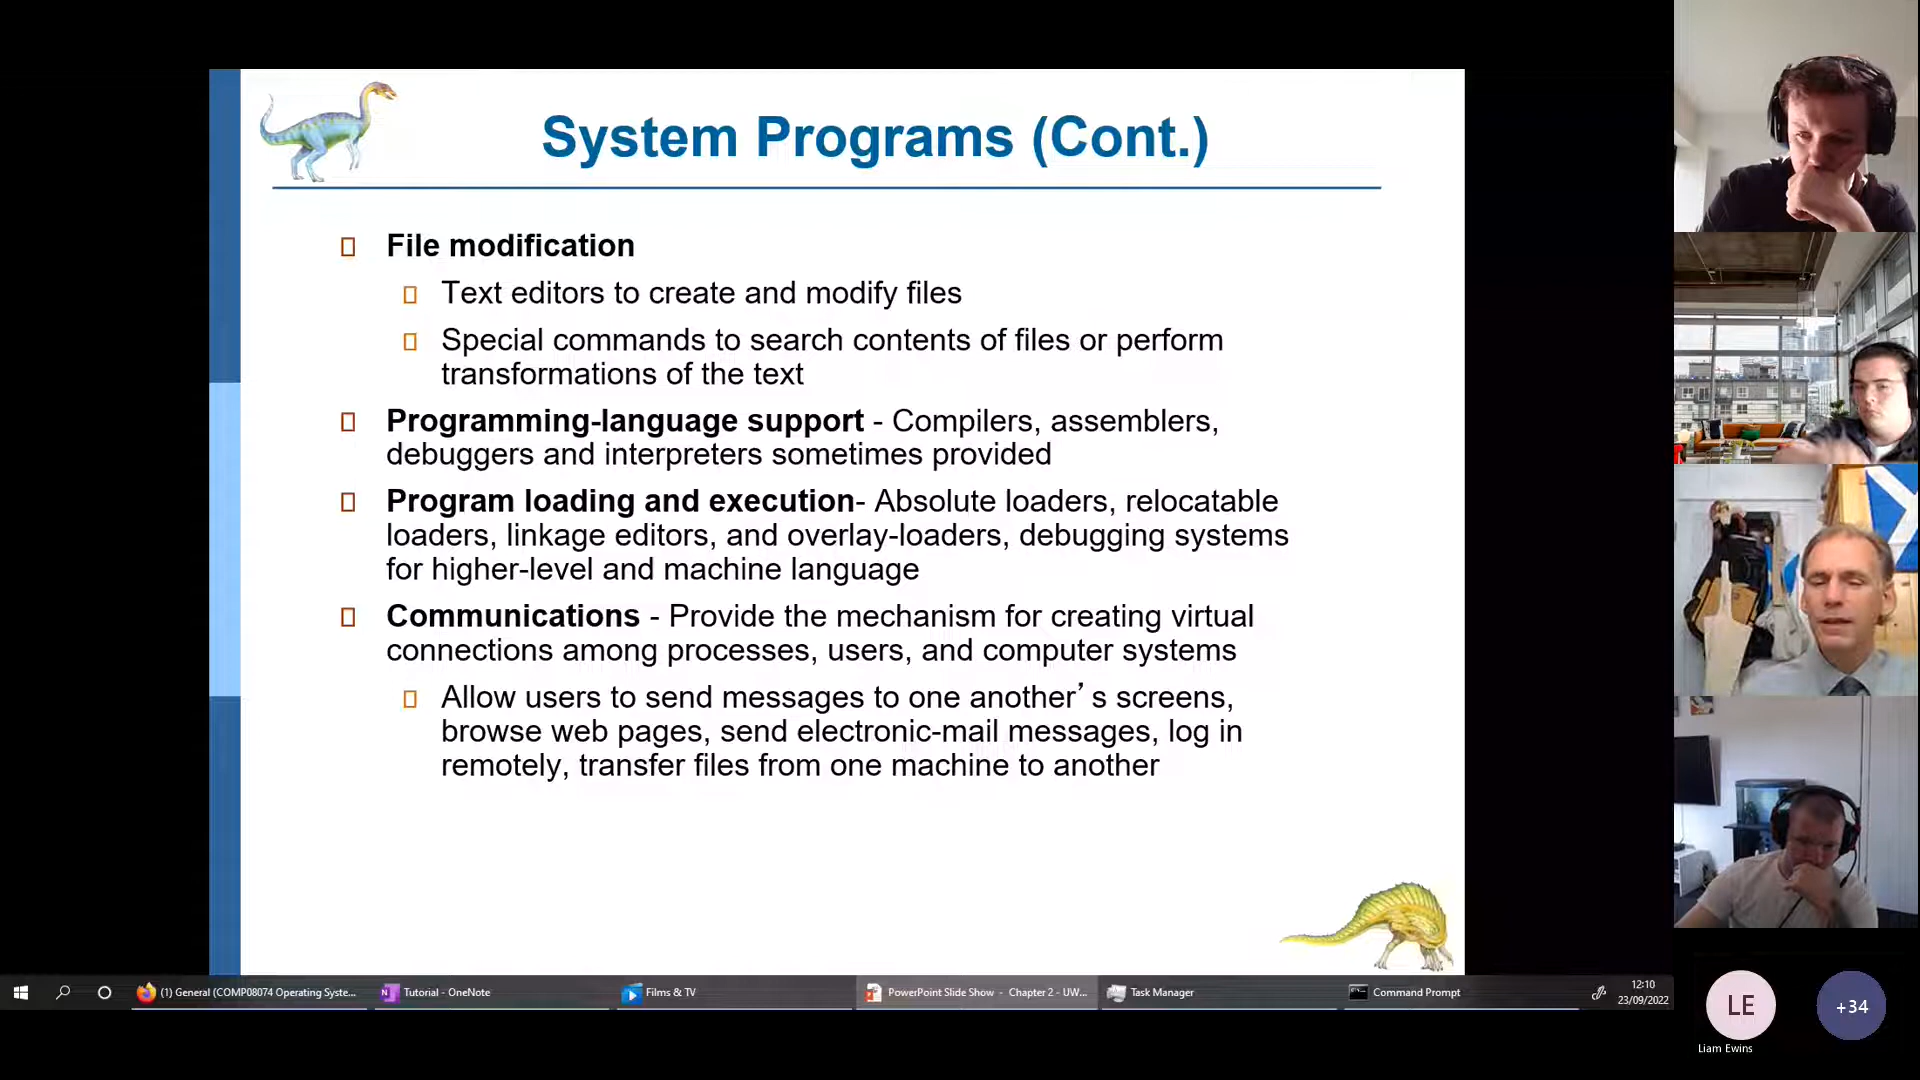 System Programs (Cont.)
File modification
Text editors to create and modify files
Special commands to search contents of files or perform
transformations of the text
Programming-language support - Compilers, assemblers,
debuggers and interpreters sometimes provided
Program loading and execution- Absolute loaders, relocatable
loaders, linkage editors, and overlay-loaders, debugging systems
for higher-level and machine language
Communications - Provide the mechanism for creating virtual
connections among processes, users, and computer systems
Allow users to send messages to one another’s screens,
browse web pages, send electronic-mail messages, log in
remotely, transfer files from one machine to another
(1) General (COMP08074 Operating Syste...
Tutorial - OneNote
Films & TV
PowerPoint Slide Show - Chapter 2 - UW...
Task Manager
Command Prompt
12:10
23/09/2022
LE
+34
Liam Ewins